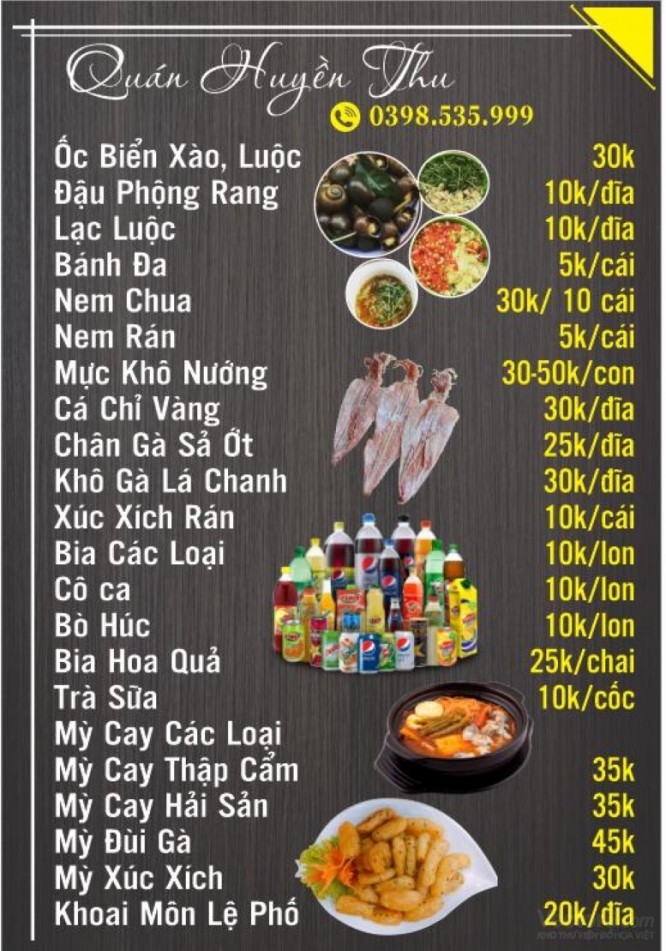 Quán Huyền Thu
0398.535.999
Ốc Biển Xào, Luộc 30k
Đậu Phộng Rang 10k/đĩa
Lạc Luộc 10k/đĩa
Bánh Đa 5k/cái
Nem Chua 30k/ 10 cái
Nem Rán 5k/cái
Mực Khô Nướng 30-50k/con
Cá Chỉ Vàng 30k/đĩa
Chân Gà Sả Ớt 25k/đĩa
Khô Gà Lá Chanh 30k/đĩa
Xúc Xích Rán 10k/cái
Bia Các Loại 10k/lon
Cô ca 10k/lon
Bò Húc 10k/lon
Bia Hoa Quả 25k/chai
Trà Sữa 10k/cốc
Mỳ Cay Các Loại
Mỳ Cay Thập Cẩm 35k
Mỳ Cay Hải Sản 35k
Mỳ Đùi Gà 45k
Mỳ Xúc Xích 30k
Khoai Môn Lệ Phố 20k/đĩa